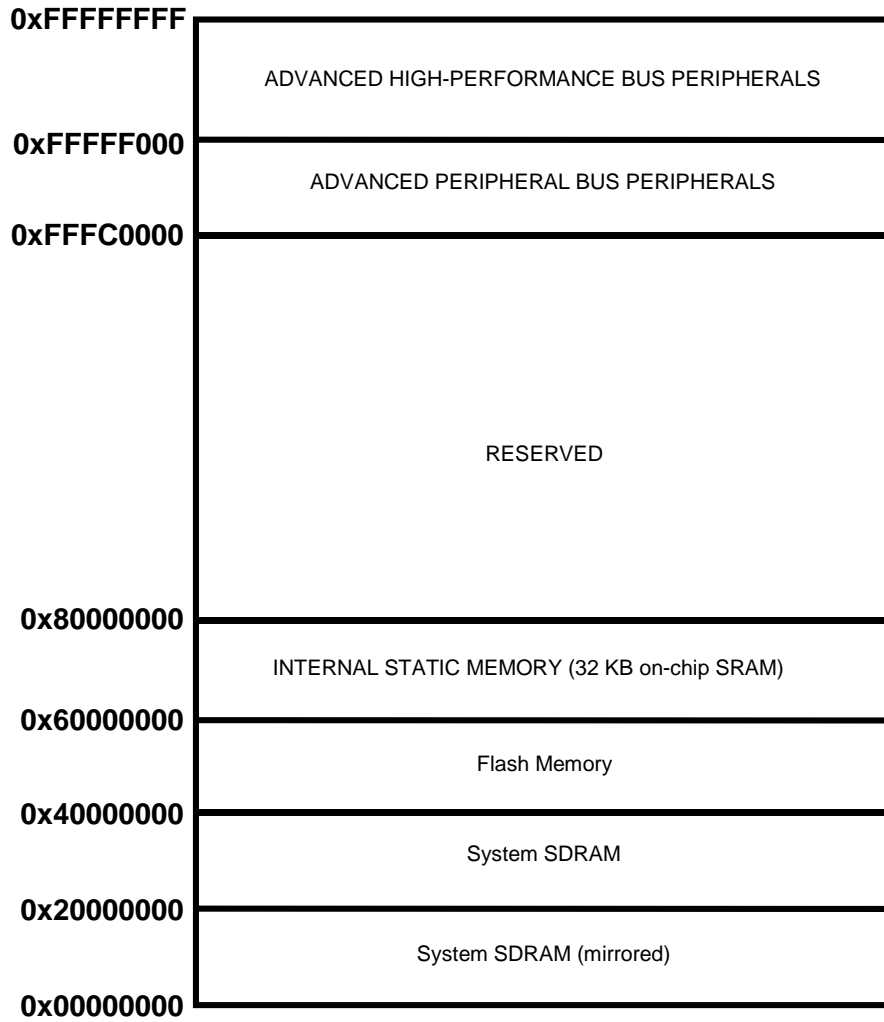 0xFFFFFFFF
ADVANCED HIGH-PERFORMANCE BUS PERIPHERALS
0xFFFFF000
ADVANCED PERIPHERAL BUS PERIPHERALS
0xFFFC0000
RESERVED
0x80000000
INTERNAL STATIC MEMORY (32 KB on-chip SRAM)
0x60000000
Flash Memory
0x40000000
System SDRAM
0x20000000
System SDRAM (mirrored)
0x00000000